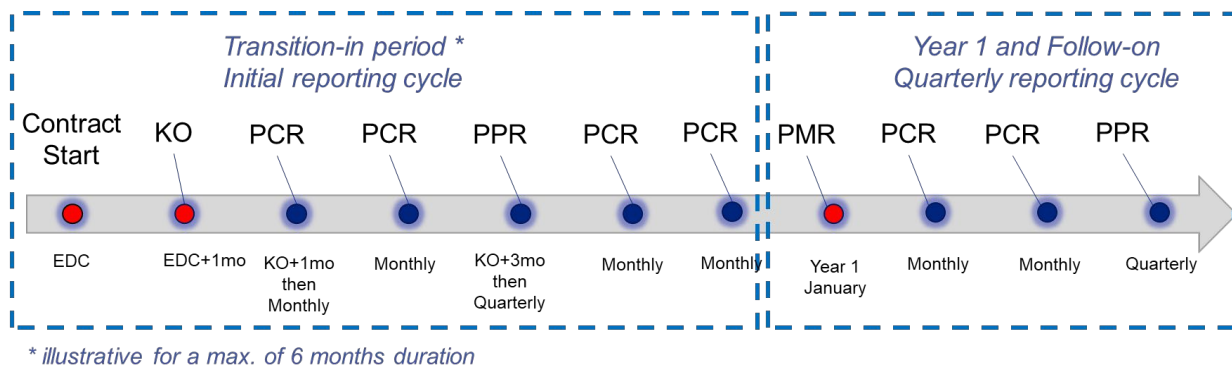 Transition-in period *
Initial reporting cycle
Year 1 and Follow-on
Quarterly reporting cycle
Contract
Start
KO
PCR
PCR
PPR
PCR
PCR
PMR
PCR
PCR
PPR
EDC
EDC+1mo
KO+1mo
then
Monthly
Monthly
KO+3mo
then
Quarterly
Monthly
Monthly
Year 1
January
Monthly
Monthly
Quarterly
* illustrative for a max. of 6 months duration